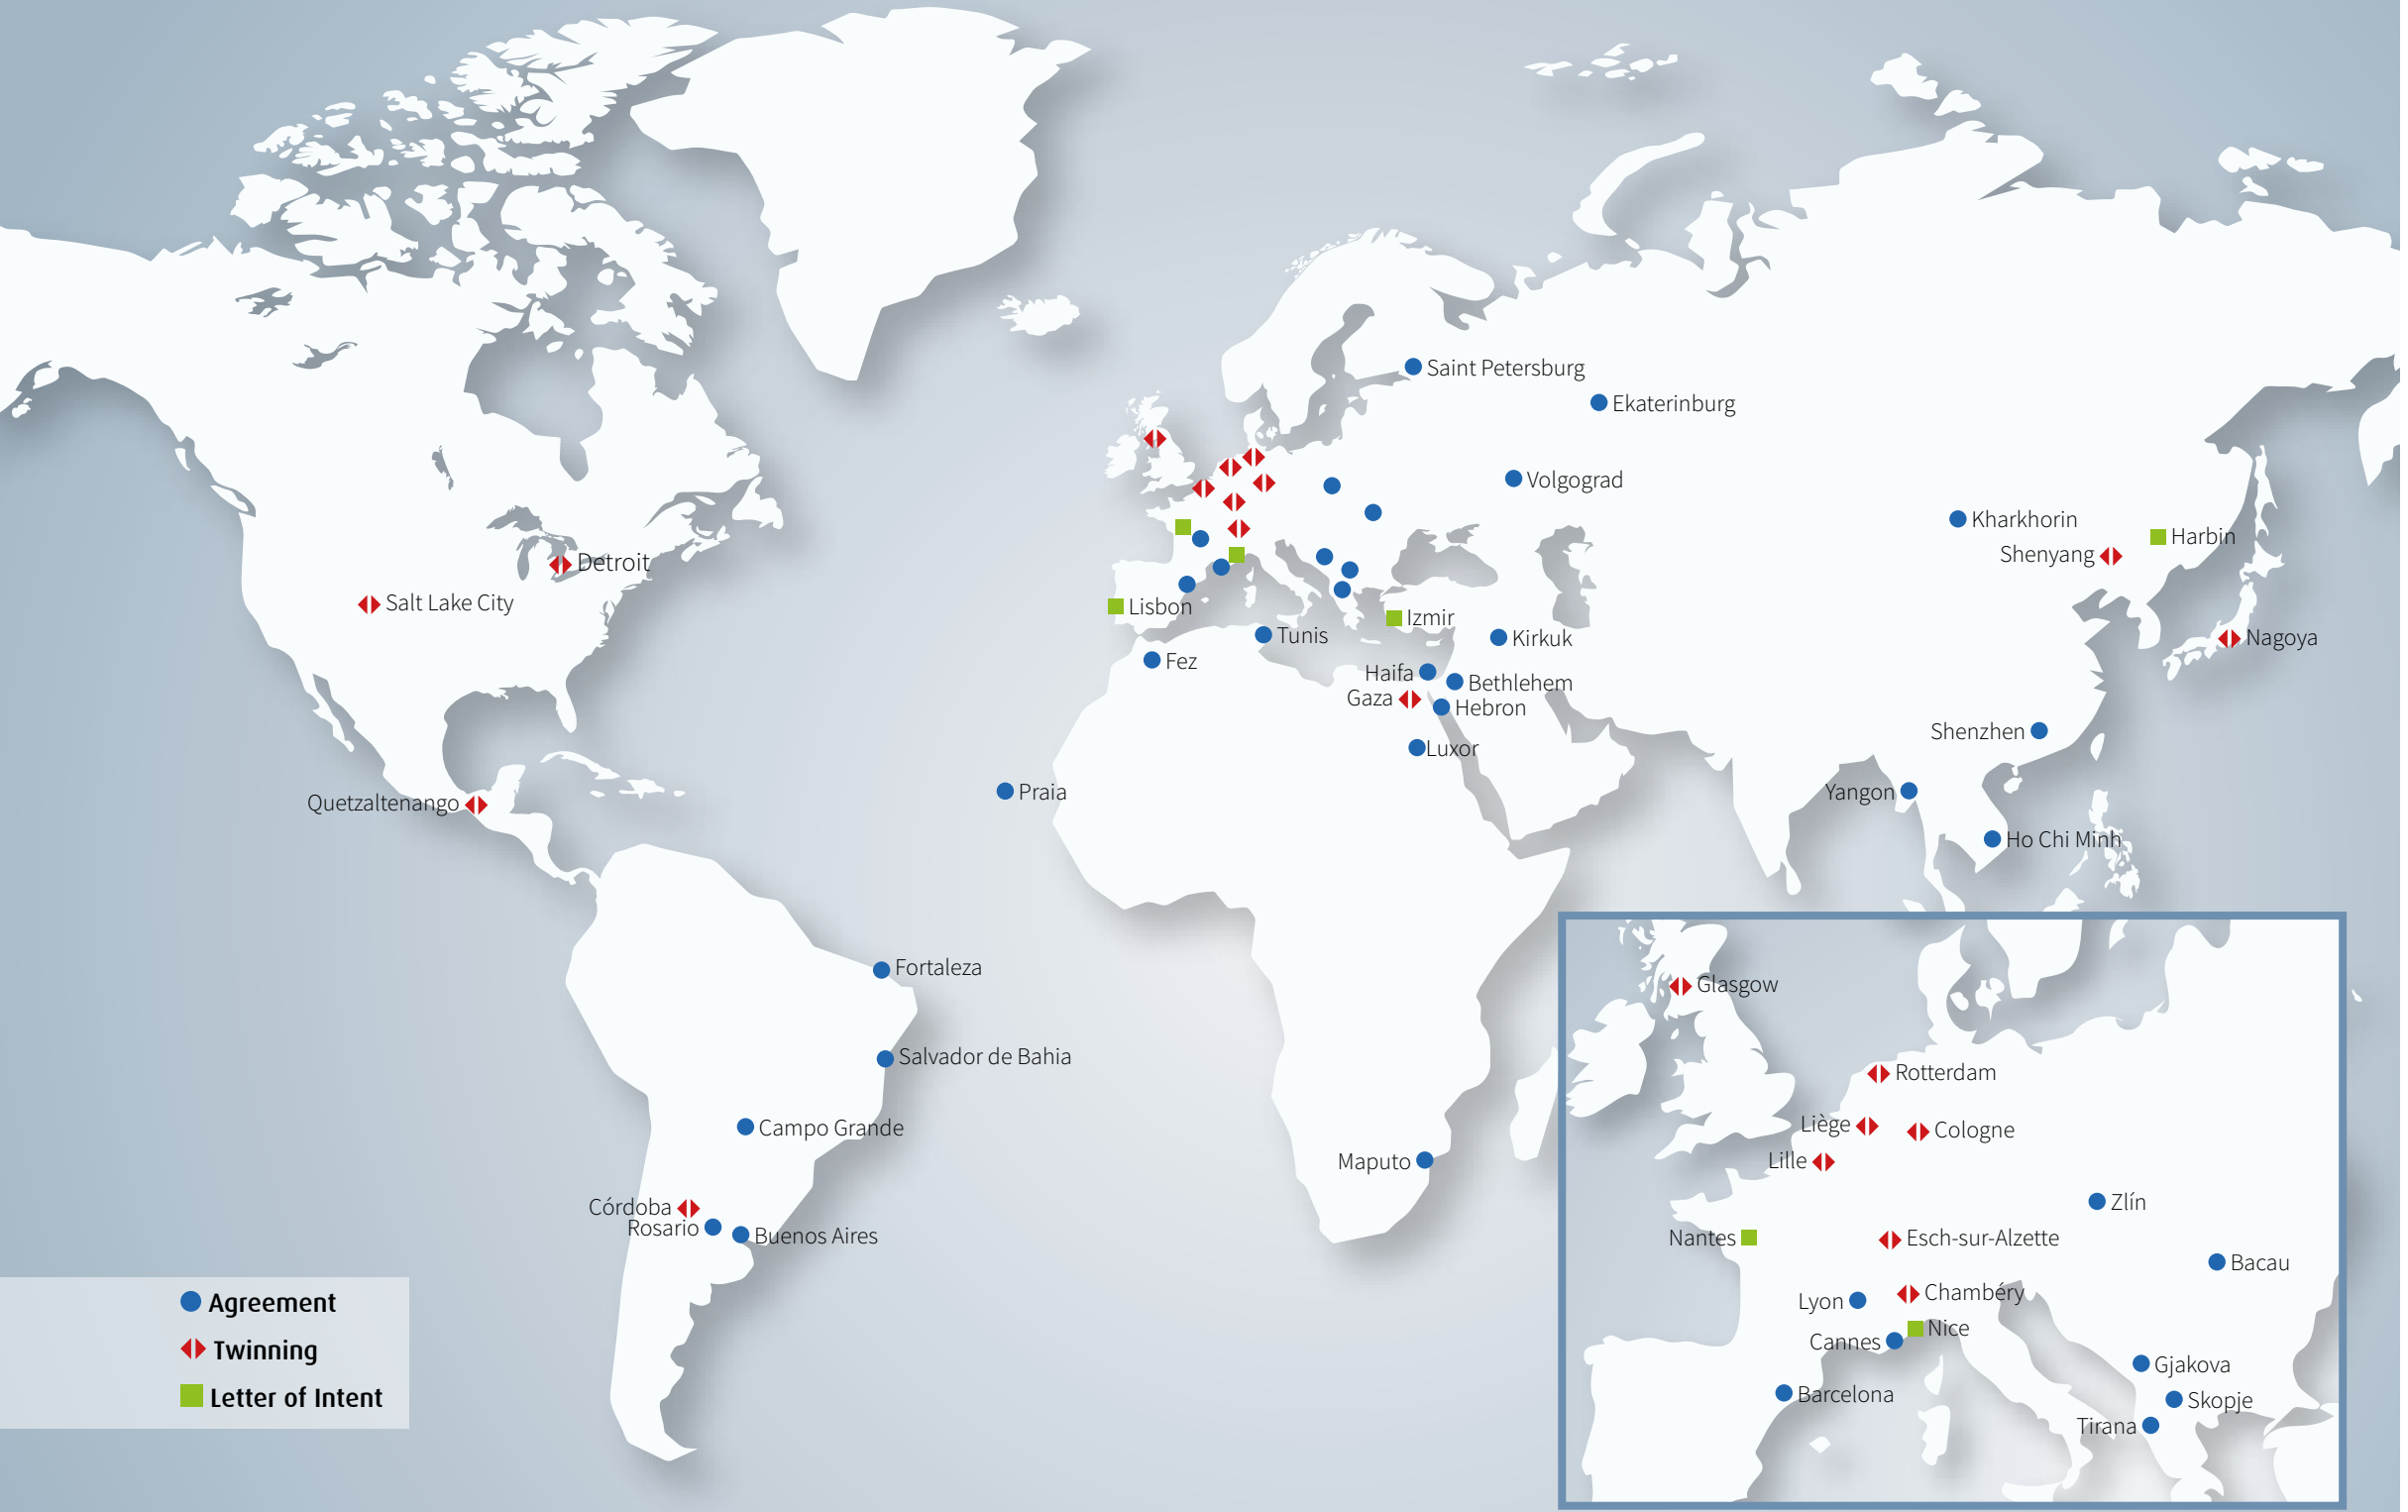 Saint Petersburg
Ekaterinburg
Volgograd
Kharkhorin
Harbin
Shenyang
Detroit
Salt Lake City
Lisbon
Izmir
Tunis
Kirkuk
Nagoya
Fez
Haifa
Bethlehem
Gaza
Hebron
Shenzhen
Luxor
Praia
Yangon
Quetzaltenango
Ho Chi Minh
Fortaleza
Salvador de Bahia
Campo Grande
Maputo
Córdoba
Rosario
Buenos Aires
Glasgow
Rotterdam
Liège
Cologne
Lille
Zlín
Nantes
Esch-sur-Alzette
Bacau
Lyon
Chambéry
Nice
Cannes
Gjakova
Barcelona
Skopje
Tirana
Agreement
Twinning
Letter of Intent